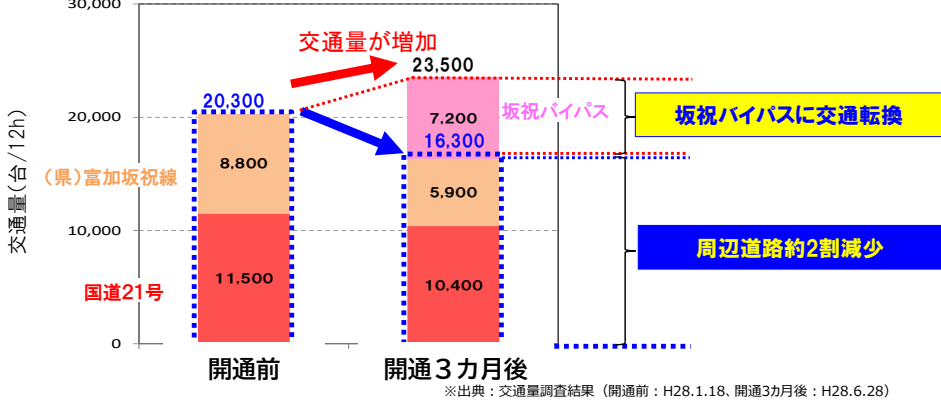 30,000
交通量が増加
23,500
20,300
20,000
7,200
坂祝バイパス
坂祝バイパスに交通転換
16,300
8,800
(県)富加坂祝線
5,900
交通量(台/12h)
10,000
周辺道路約2割減少
11,500
10,400
国道21号
0
開通前
開通３カ月後
※出典：交通量調査結果（開通前：H28.1.18、開通3カ月後：H28.6.28）